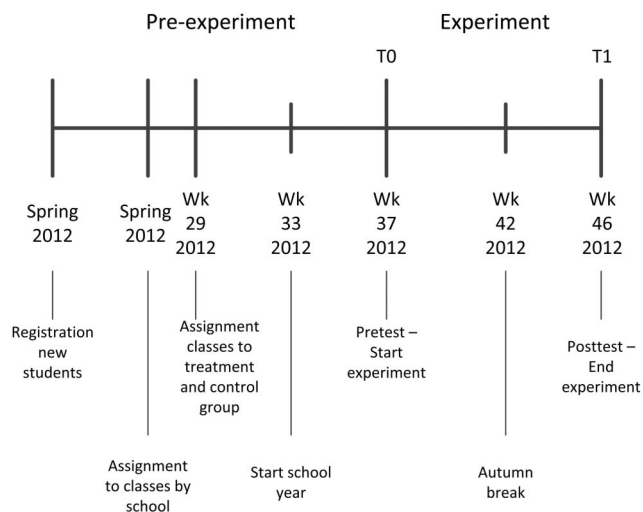 Pre-experiment
Experiment
T0
T1
Spring
2012
Spring
2012
Wk
29
2012
Wk
33
2012
Wk
37
2012
Wk
42
2012
Wk
46
2012
Registration
new
students
Assignment
classes to
treatment
and control
group
Pretest –
Start
experiment
Posttest –
End
experiment
Assignment
to classes by
school
Start school
year
Autumn
break